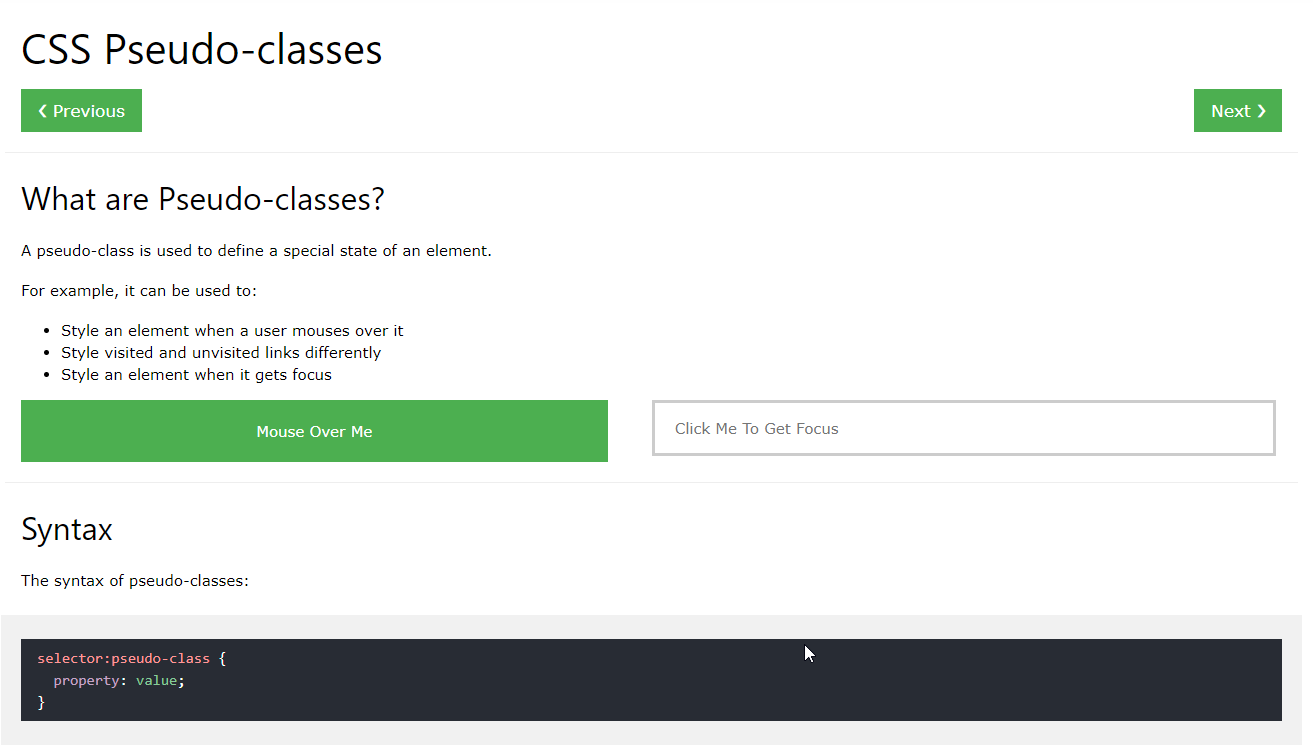 CSS Pseudo-classes
❮ Previous
Next ❯
What are Pseudo-classes?
A pseudo-class is used to define a special state of an element.
For example, it can be used to:
• Style an element when a user mouses over it
• Style visited and unvisited links differently
• Style an element when it gets focus
Mouse Over Me
Click Me To Get Focus
Syntax
The syntax of pseudo-classes:
selector:pseudo-class {
  property: value;
}